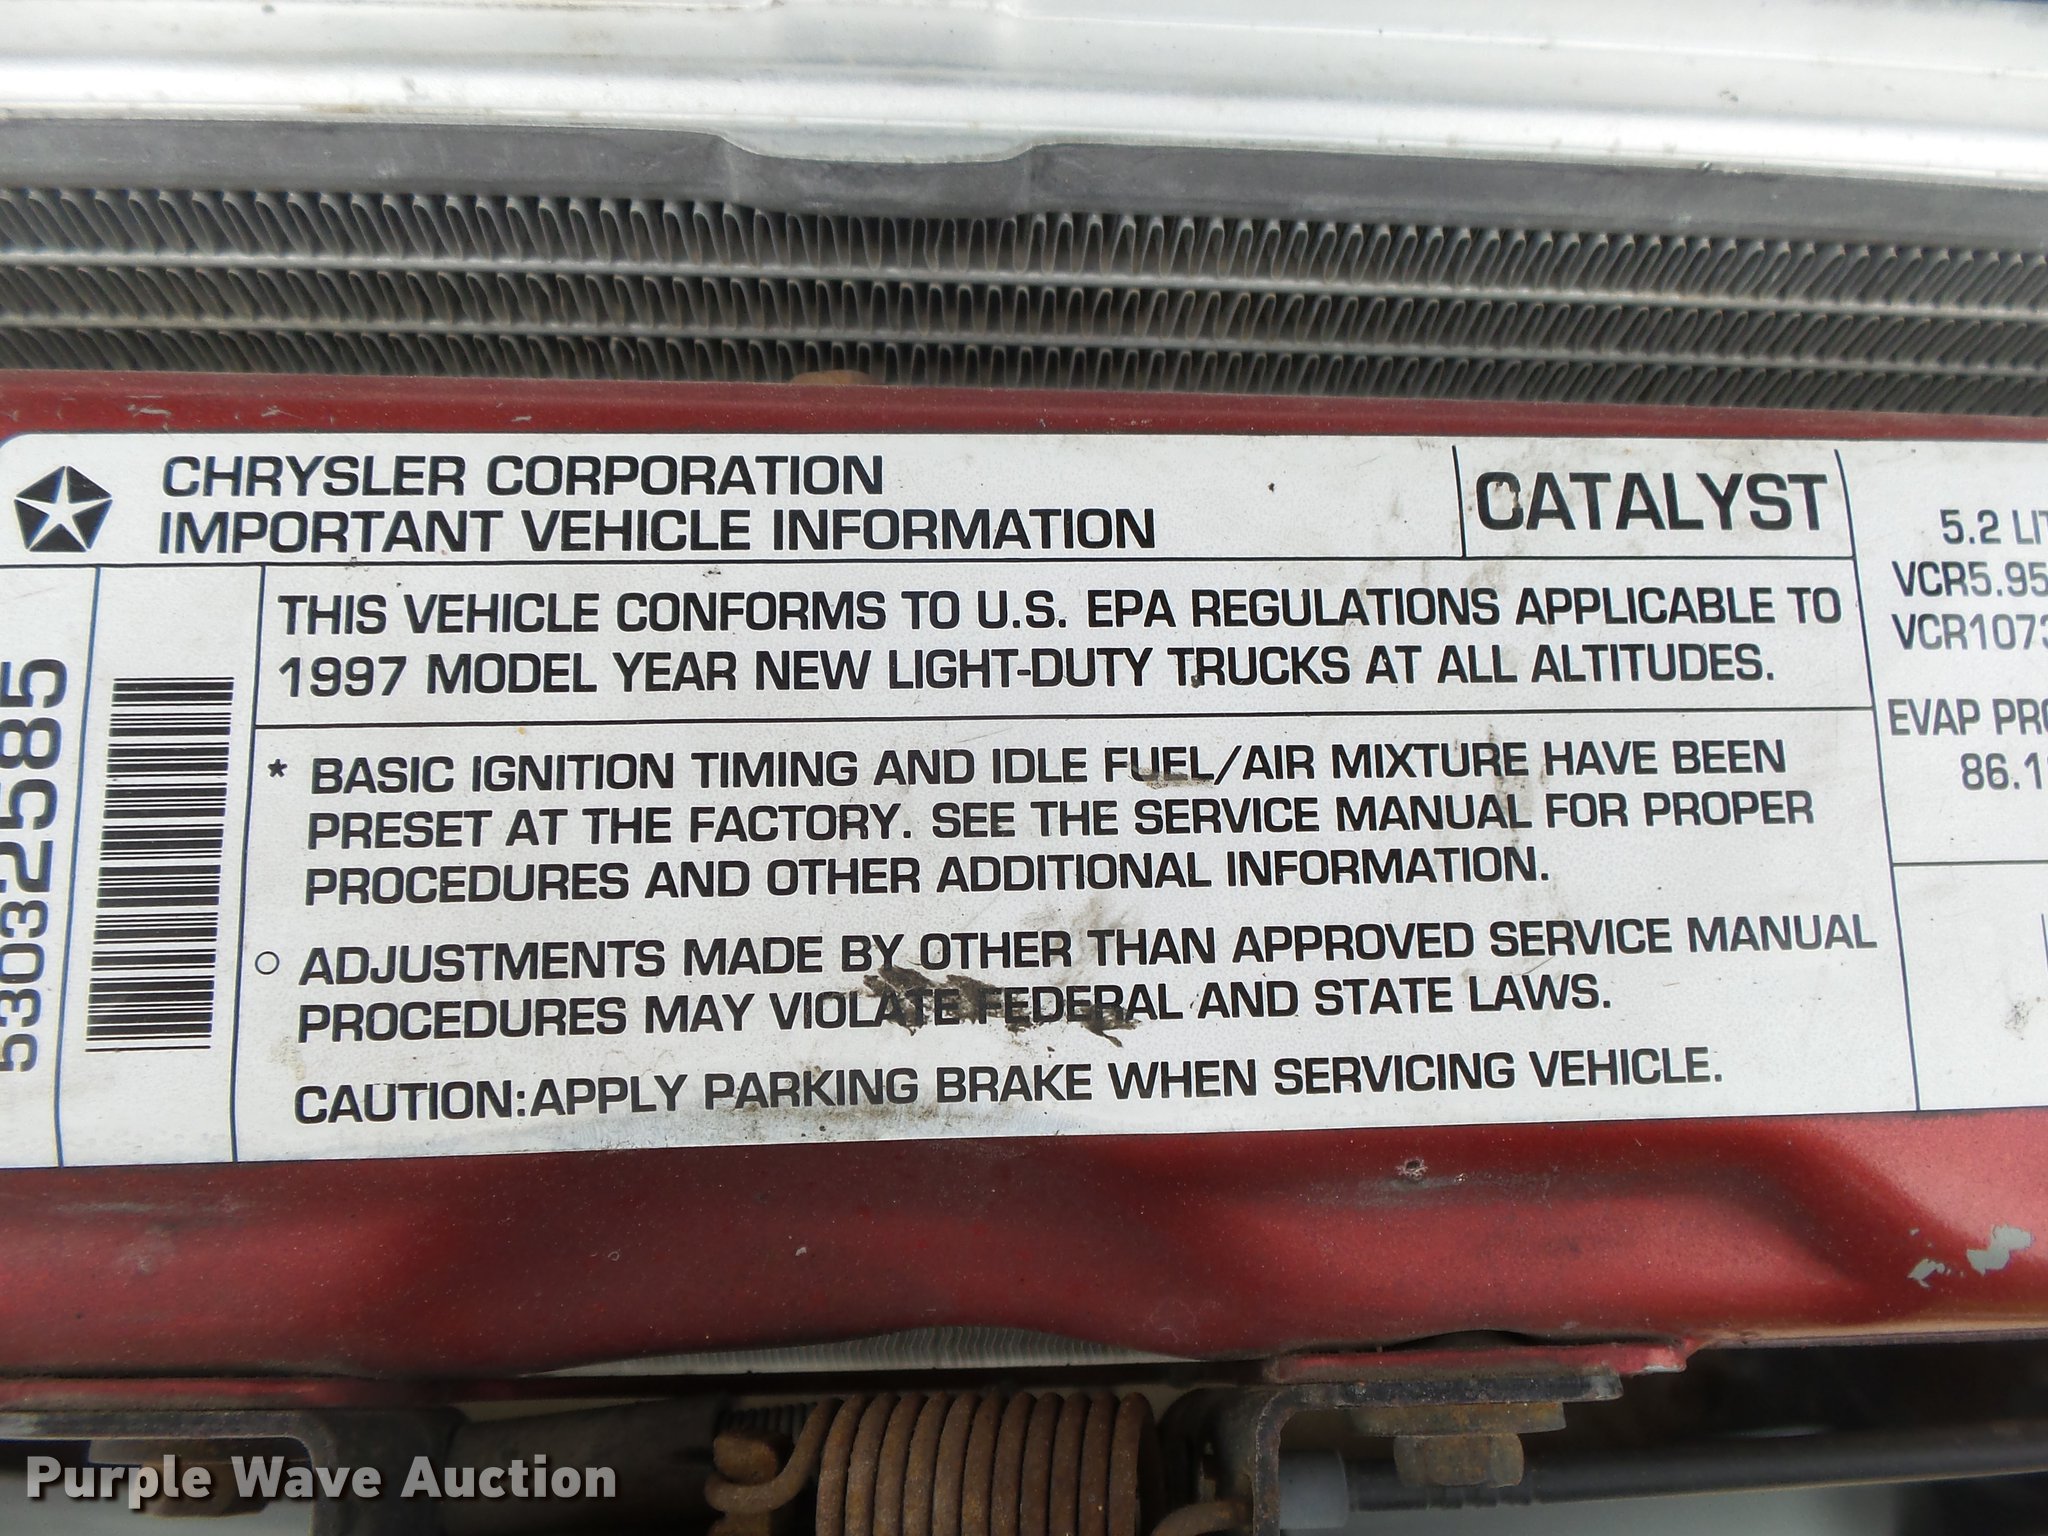 CHRYSLER CORPORATION
IMPORTANT VEHICLE INFORMATION
CATALYST
THIS VEHICLE CONFORMS TO U.S. EPA REGULATIONS APPLICABLE TO
1997 MODEL YEAR NEW LIGHT-DUTY TRUCKS AT ALL ALTITUDES.
* BASIC IGNITION TIMING AND IDLE FUEL/AIR MIXTURE HAVE BEEN
PRESET AT THE FACTORY. SEE THE SERVICE MANUAL FOR PROPER
PROCEDURES AND OTHER ADDITIONAL INFORMATION.
○ ADJUSTMENTS MADE BY OTHER THAN APPROVED SERVICE MANUAL
PROCEDURES MAY VIOLATE FEDERAL AND STATE LAWS.
CAUTION:APPLY PARKING BRAKE WHEN SERVICING VEHICLE.
53032585
5.2 LIT
VCR5.95
VCR1073
EVAP PRO
86.1
Purple Wave Auction